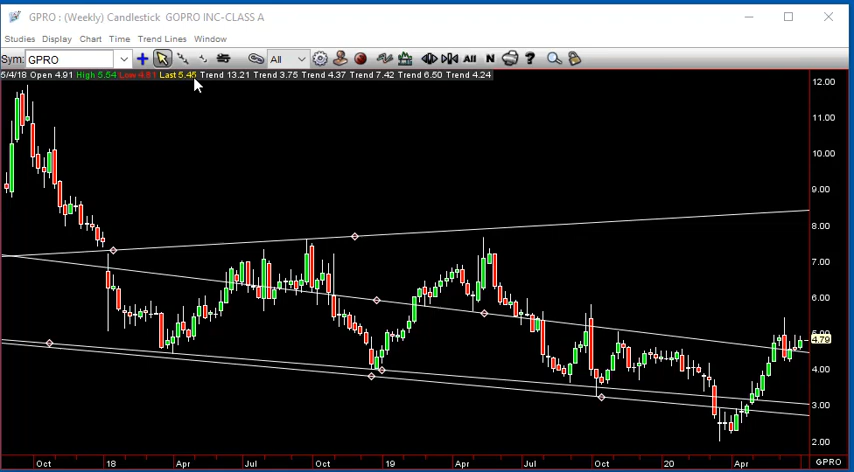 GPRO : (Weekly) Candlestick  GOPRO INC-CLASS A
Studies  Display  Chart  Time  Trend Lines  Window
Sym: GPRO  All  All  N  ?
5/4/18 Open 4.91 High 5.54 Low 4.81 Last 5.45 Trend 13.21 Trend 3.75 Trend 4.37 Trend 7.42 Trend 6.50 Trend 4.24
12.00
11.00
10.00
9.00
8.00
7.00
6.00
5.00
4.79
4.00
3.00
2.00
Oct  18  Apr  Jul  Oct  19  Apr  Jul  Oct  20  Apr  GPRO